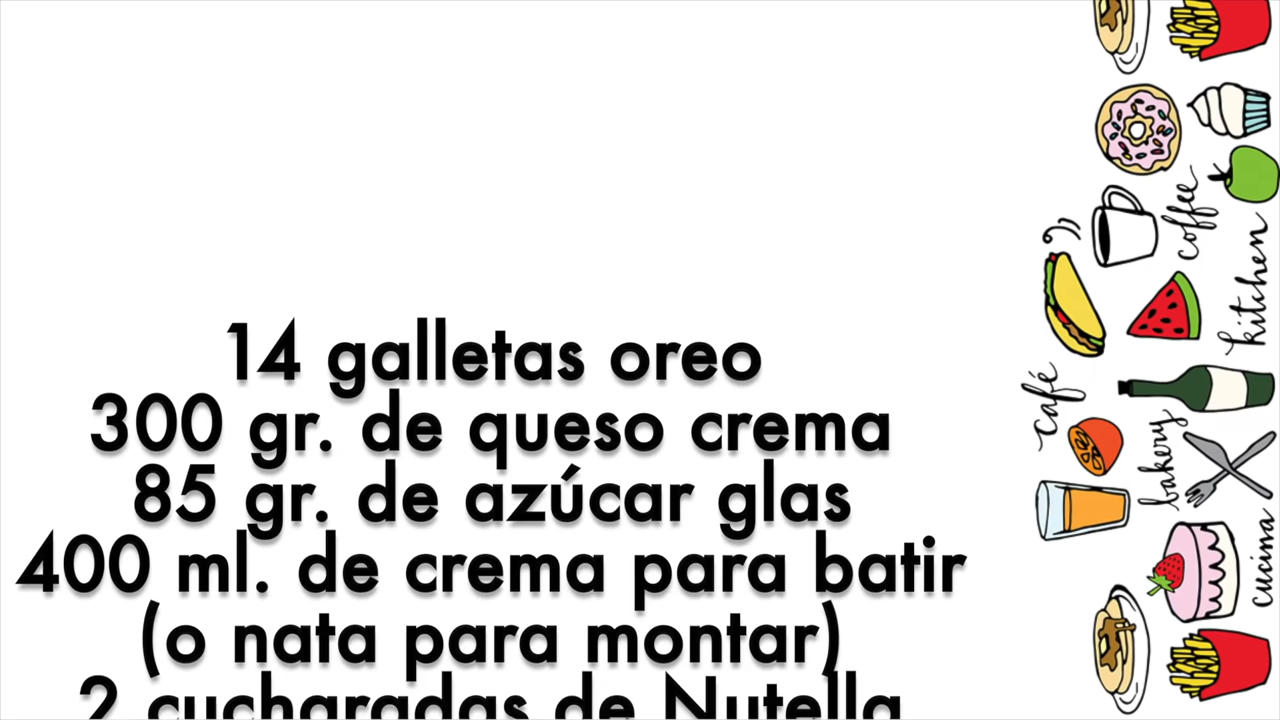 14 galletas oreo
300 gr. de queso crema
85 gr. de azúcar glas
400 ml. de crema para batir
(o nata para montar)
2 cucharadas de Nutella
coffee
kitchen
café
bakery
cucina